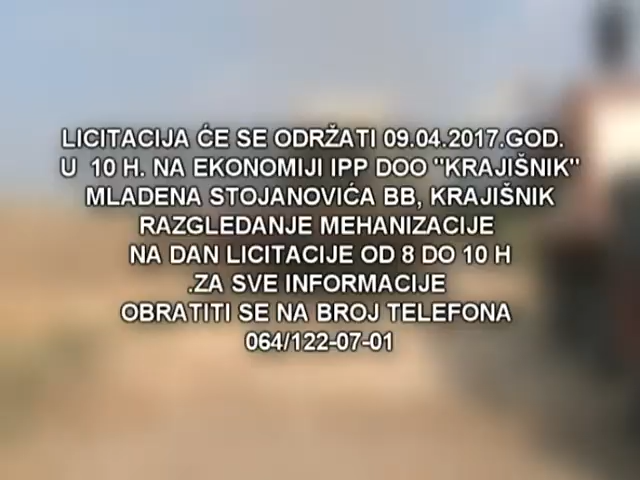 LICITACIJA ĆE SE ODRŽATI 09.04.2017.GOD.
U 10 H. NA EKONOMIJI IPP DOO "KRAJIŠNIK"
MLADENA STOJANOVIĆA BB, KRAJIŠNIK
RAZGLEDANJE MEHANIZACIJE
NA DAN LICITACIJE OD 8 DO 10 H
.ZA SVE INFORMACIJE
OBRATITI SE NA BROJ TELEFONA
064/122-07-01